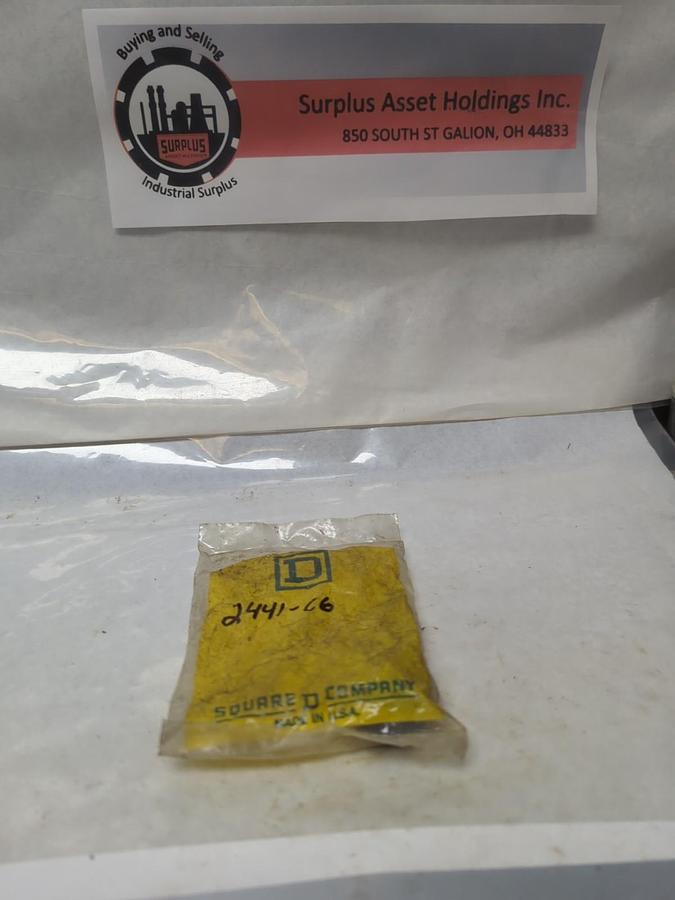 Buying and Selling
SURPLUS
Industrial Surplus
Surplus Asset Holdings Inc.
850 SOUTH ST GALION, OH 44833
D
2441-C6
SQUARE D COMPANY
MADE IN U.S.A.